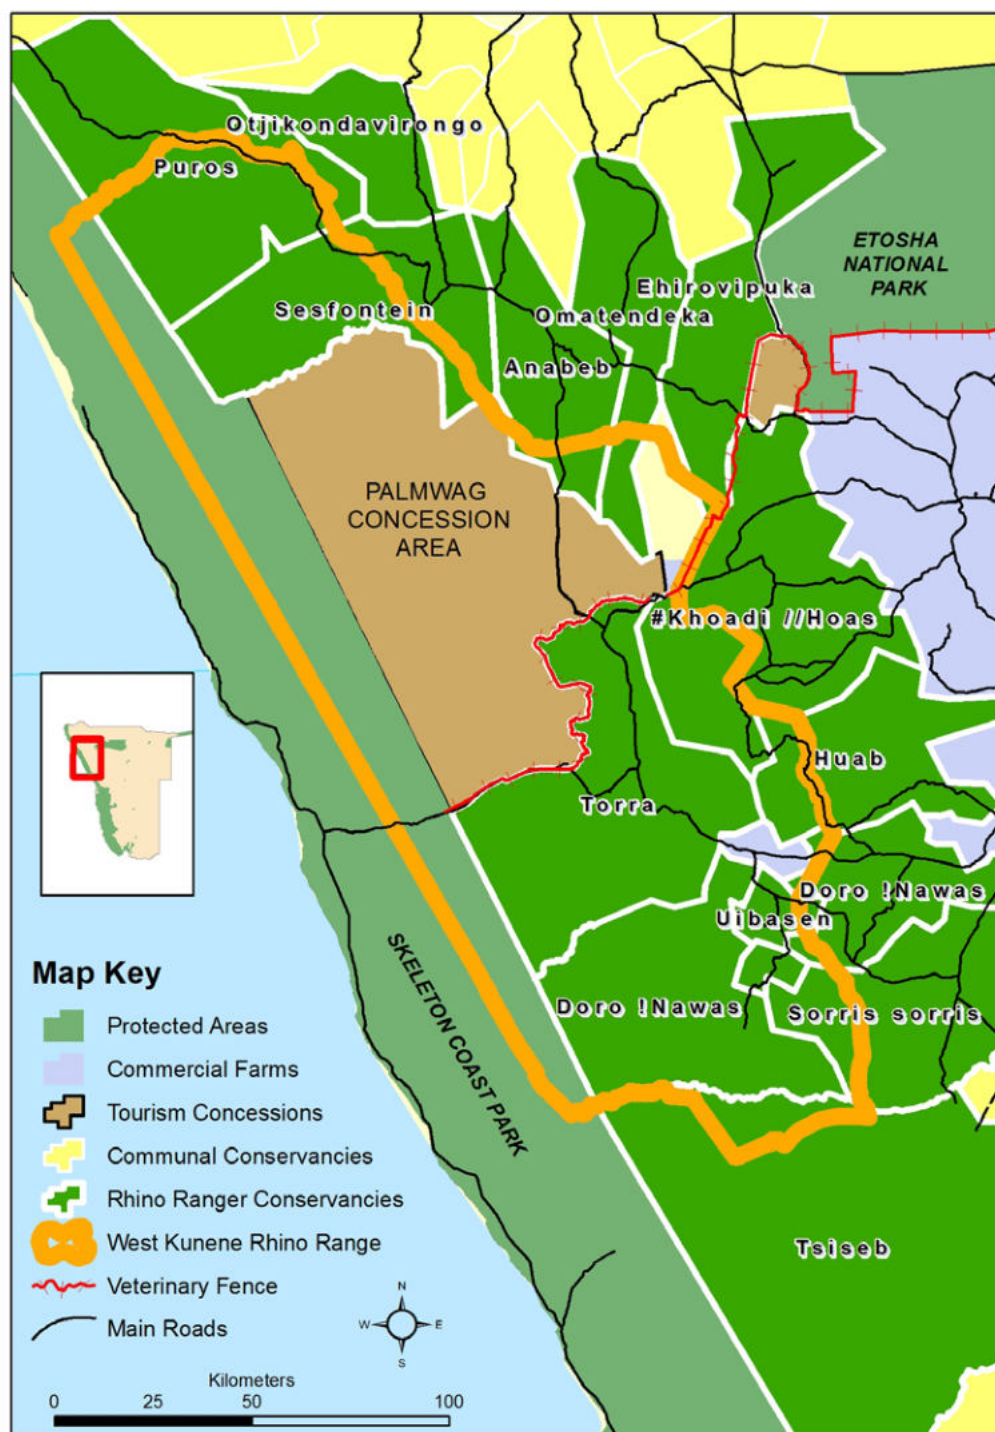 Otjikondavirongo
Puros
ETOSHA
NATIONAL
PARK
Ehirovipuka
Sesfontein
Omatendeka
Anabeb
PALMWAG
CONCESSION
AREA
#Khoadi //Hoas
Huab
Torra
Doro !Nawas
Uibasen
SKELETON COAST PARK
Doro !Nawas
Sorris sorris
Tsiseb
Map Key
Protected Areas
Commercial Farms
Tourism Concessions
Communal Conservancies
Rhino Ranger Conservancies
West Kunene Rhino Range
Veterinary Fence
Main Roads
N
W E
S
Kilometers
0 25 50 100